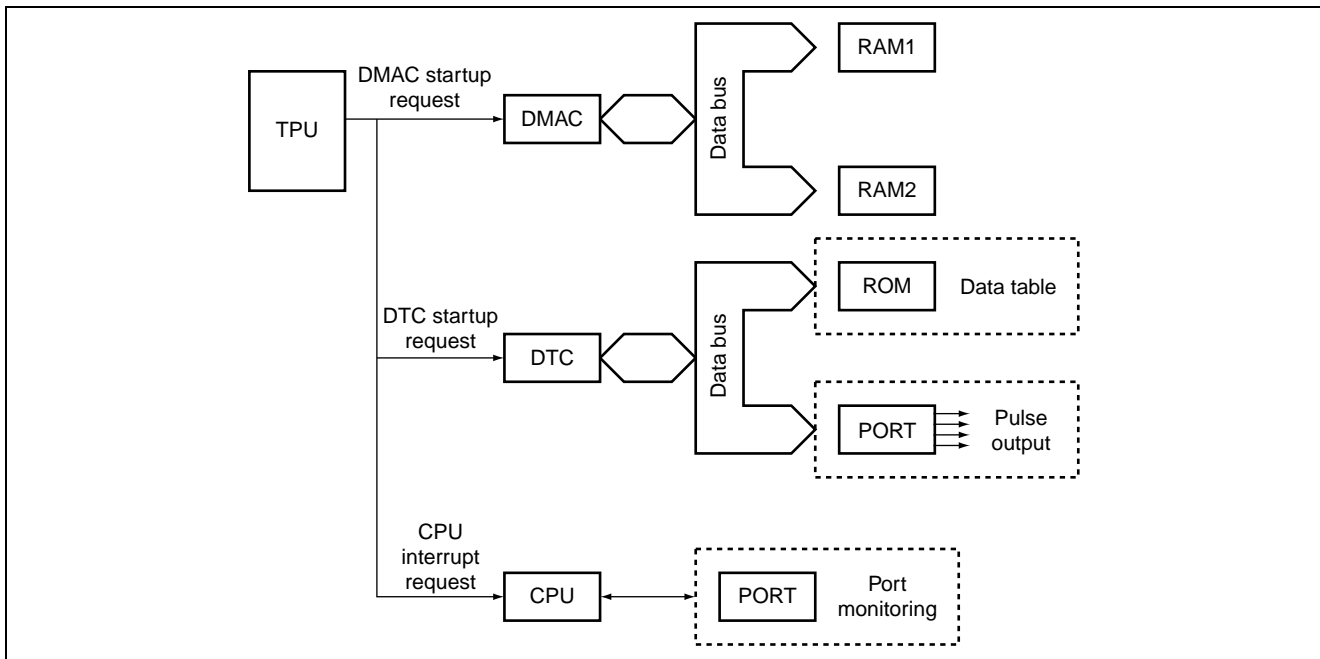 TPU
DMAC startup
request
DMAC
Data bus
RAM1
RAM2
DTC startup
request
DTC
Data bus
ROM
Data table
PORT
Pulse
output
CPU
interrupt
request
CPU
PORT
Port
monitoring